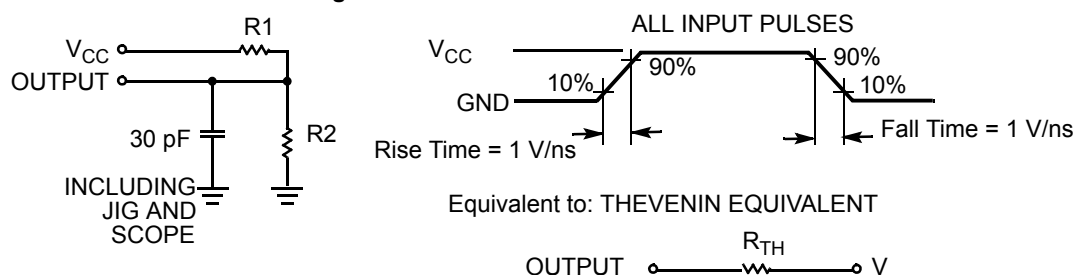 R1
V_CC
OUTPUT
30 pF
R2
INCLUDING
JIG AND
SCOPE
ALL INPUT PULSES
V_CC
GND
10%
90%
90%
10%
Rise Time = 1 V/ns
Fall Time = 1 V/ns
Equivalent to: THEVENIN EQUIVALENT
R_TH
OUTPUT
V